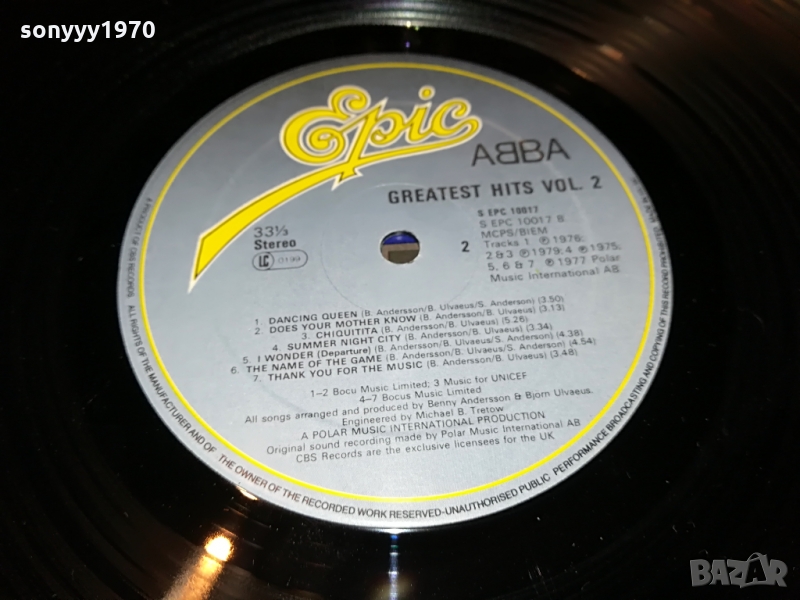 sonyyy1970
Epic
ABBA
GREATEST HITS VOL. 2
33⅓
Stereo
LC 0199
2
S EPC 10017
S EPC 10017 B
MCPS/BIEM
Tracks 1 ℗ 1976;
2 & 3 ℗ 1979; 4 ℗ 1975;
5, 6 & 7 ℗ 1977 Polar
Music International AB
1. DANCING QUEEN (B. Andersson/B. Ulvaeus/S. Anderson) (3.50)
2. DOES YOUR MOTHER KNOW (B. Andersson/B. Ulvaeus) (3.13)
3. CHIQUITITA (B. Andersson/B. Ulvaeus) (5.26)
4. SUMMER NIGHT CITY (B. Andersson/B. Ulvaeus) (3.34)
5. I WONDER (Departure) (B. Andersson/B. Ulvaeus/S. Anderson) (4.38)
6. THE NAME OF THE GAME (B. Andersson/B. Ulvaeus/S. Anderson) (4.54)
7. THANK YOU FOR THE MUSIC (B. Andersson/B. Ulvaeus) (3.48)
1–2 Bocu Music Limited; 3 Music for UNICEF
4–7 Bocus Music Limited
All songs arranged and produced by Benny Andersson & Bjorn Ulvaeus.
Engineered by Michael B. Tretow
A POLAR MUSIC INTERNATIONAL PRODUCTION
Original sound recording made by Polar Music International AB
CBS Records are the exclusive licensees for the UK
A PRODUCT OF CBS RECORDS
ALL RIGHTS OF THE MANUFACTURER AND OF THE OWNER OF THE RECORDED WORK RESERVED-UNAUTHORISED PUBLIC PERFORMANCE BROADCASTING AND COPYING OF THIS RECORD PROHIBITED
BAZAR